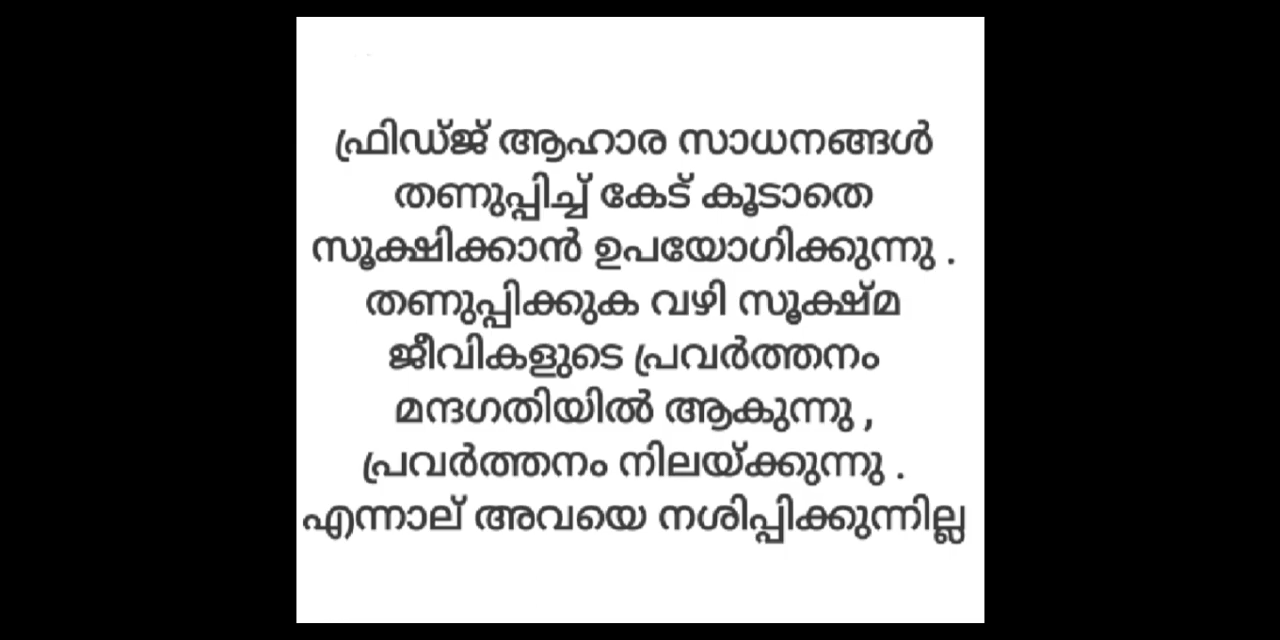 ഫ്രിഡ്ജ് ആഹാര സാധനങ്ങൾ
തണുപ്പിച്ച് കേട് കൂടാതെ
സൂക്ഷിക്കാൻ ഉപയോഗിക്കുന്നു .
തണുപ്പിക്കുക വഴി സൂക്ഷ്മ
ജീവികളുടെ പ്രവർത്തനം
മന്ദഗതിയിൽ ആകുന്നു ,
പ്രവർത്തനം നിലയ്ക്കുന്നു .
എന്നാല് അവയെ നശിപ്പിക്കുന്നില്ല